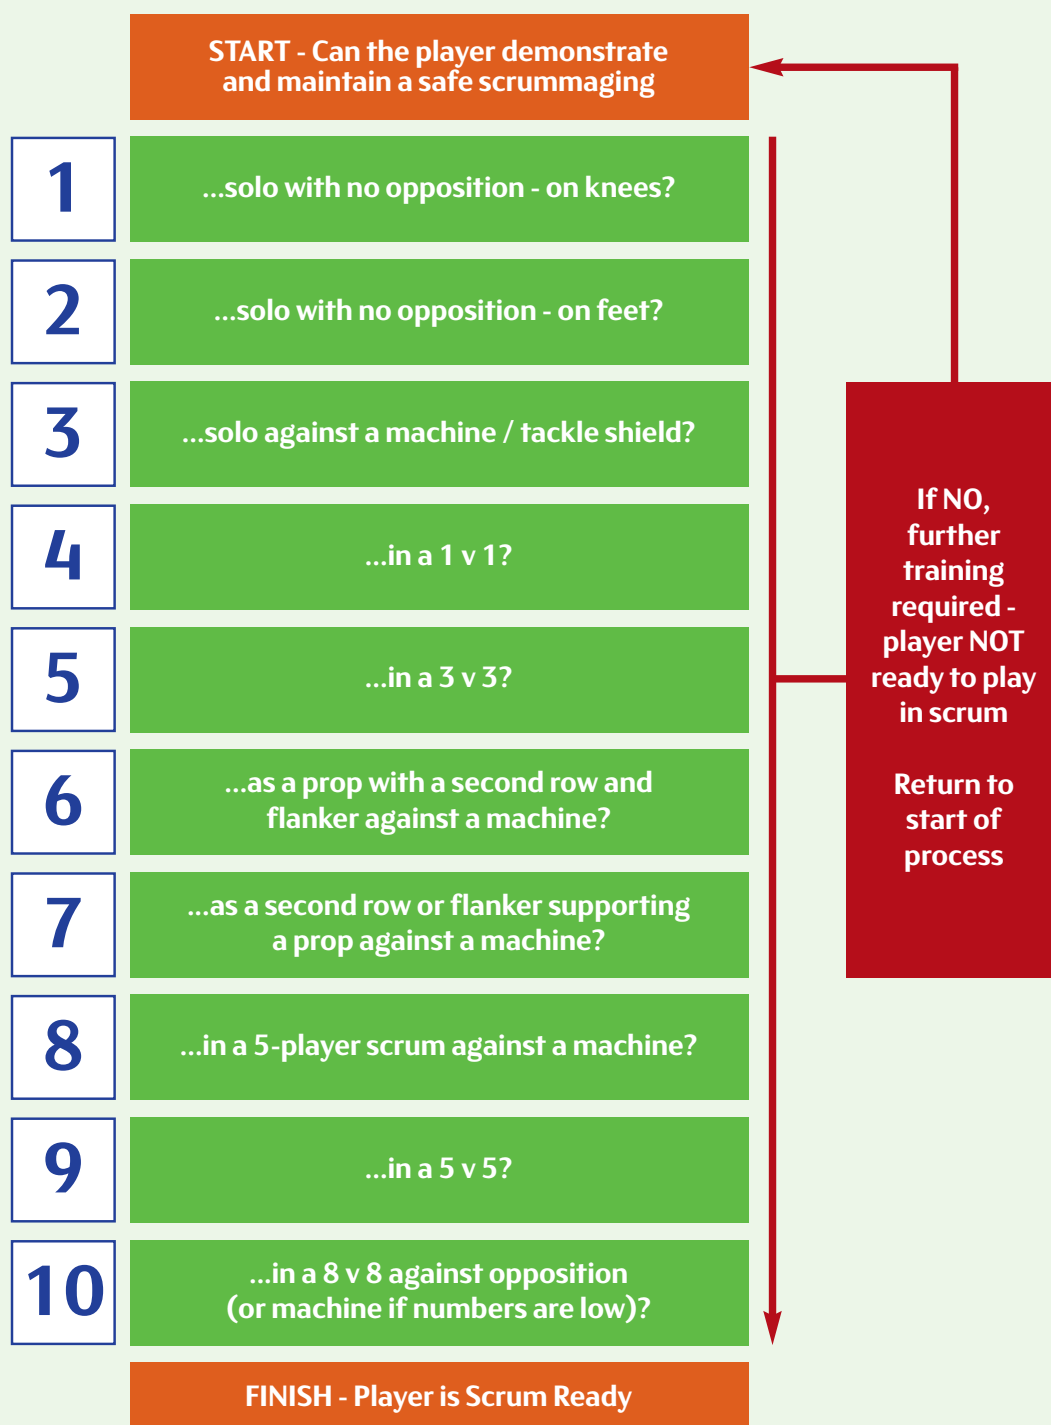 START - Can the player demonstrate
and maintain a safe scrummaging
1
...solo with no opposition - on knees?
2
...solo with no opposition - on feet?
3
...solo against a machine / tackle shield?
4
...in a 1 v 1?
5
...in a 3 v 3?
6
...as a prop with a second row and
flanker against a machine?
7
...as a second row or flanker supporting
a prop against a machine?
8
...in a 5-player scrum against a machine?
9
...in a 5 v 5?
10
...in a 8 v 8 against opposition
(or machine if numbers are low)?
FINISH - Player is Scrum Ready
If NO,
further
training
required -
player NOT
ready to play
in scrum
Return to
start of
process